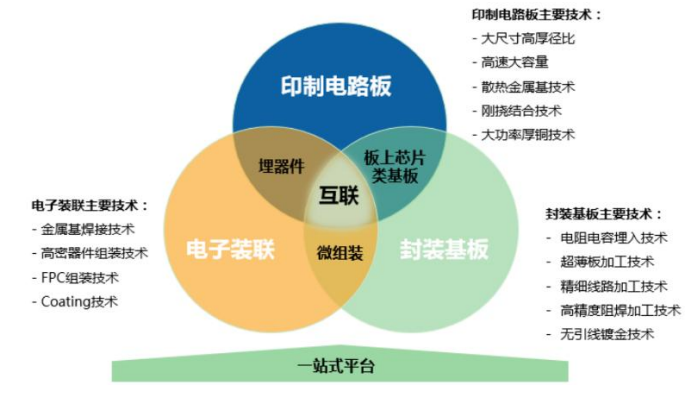 印制电路板主要技术：
- 大尺寸高厚径比
- 高速大容量
- 散热金属基技术
- 刚挠结合技术
- 大功率厚铜技术
印制电路板
埋器件
板上芯片
类基板
互联
电子装联主要技术：
- 金属基焊接技术
- 高密器件组装技术
- FPC组装技术
- Coating技术
电子装联
微组装
封装基板
封装基板主要技术：
- 电阻电容埋入技术
- 超薄板加工技术
- 精细线路加工技术
- 高精度阻焊加工技术
- 无引线镀金技术
一站式平台